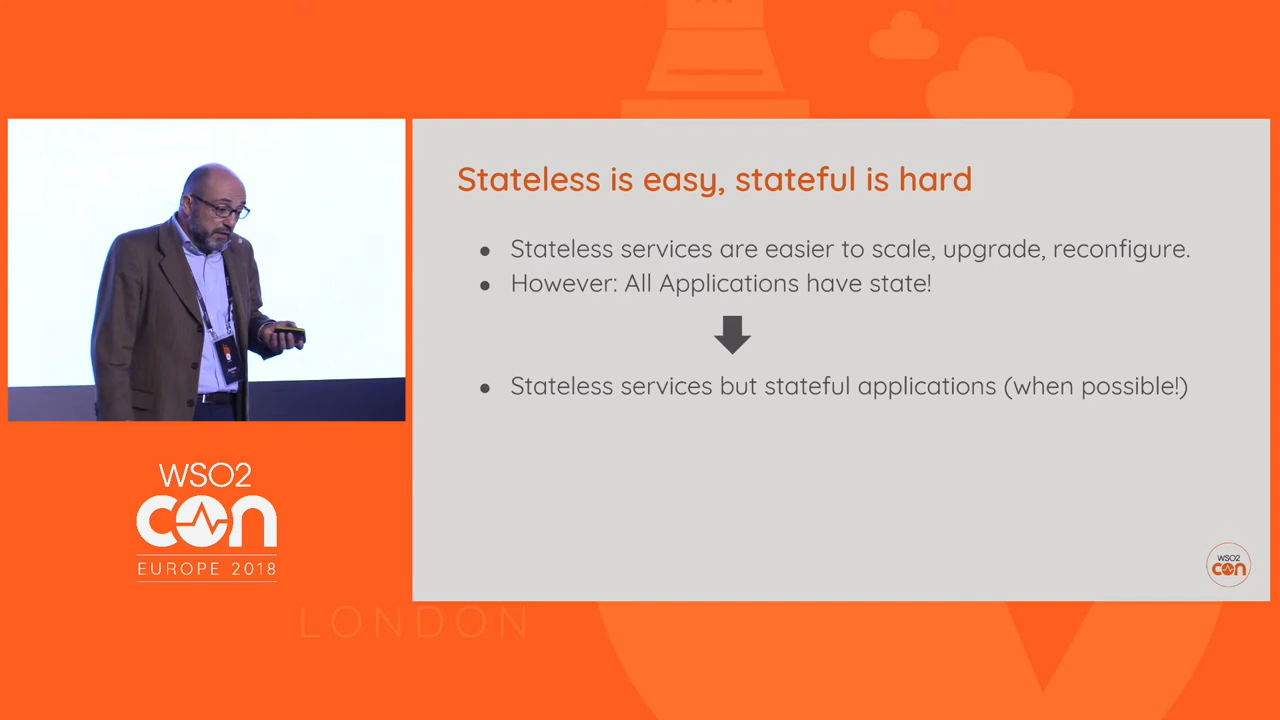 Stateless is easy, stateful is hard
● Stateless services are easier to scale, upgrade, reconfigure.
● However: All Applications have state!
● Stateless services but stateful applications (when possible!)
WSO2
con
EUROPE 2018
WSO2
con
LONDON